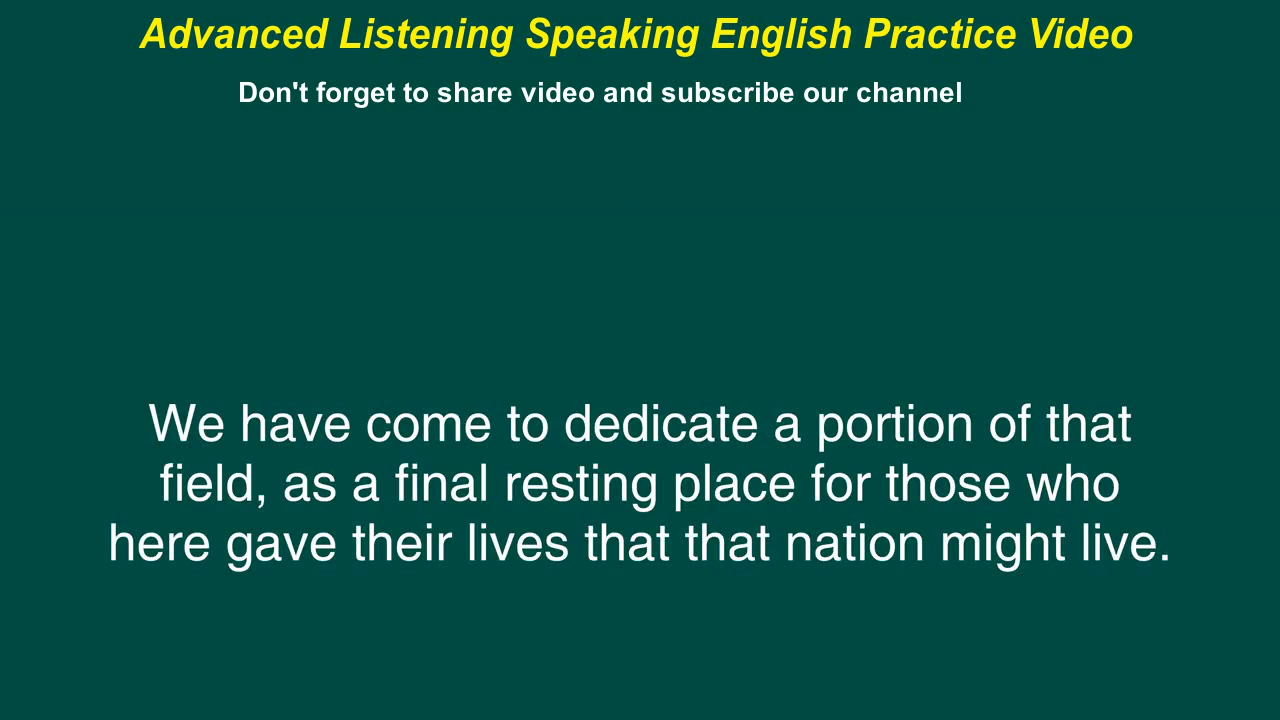 Advanced Listening Speaking English Practice Video
Don't forget to share video and subscribe our channel
We have come to dedicate a portion of that
field, as a final resting place for those who
here gave their lives that that nation might live.